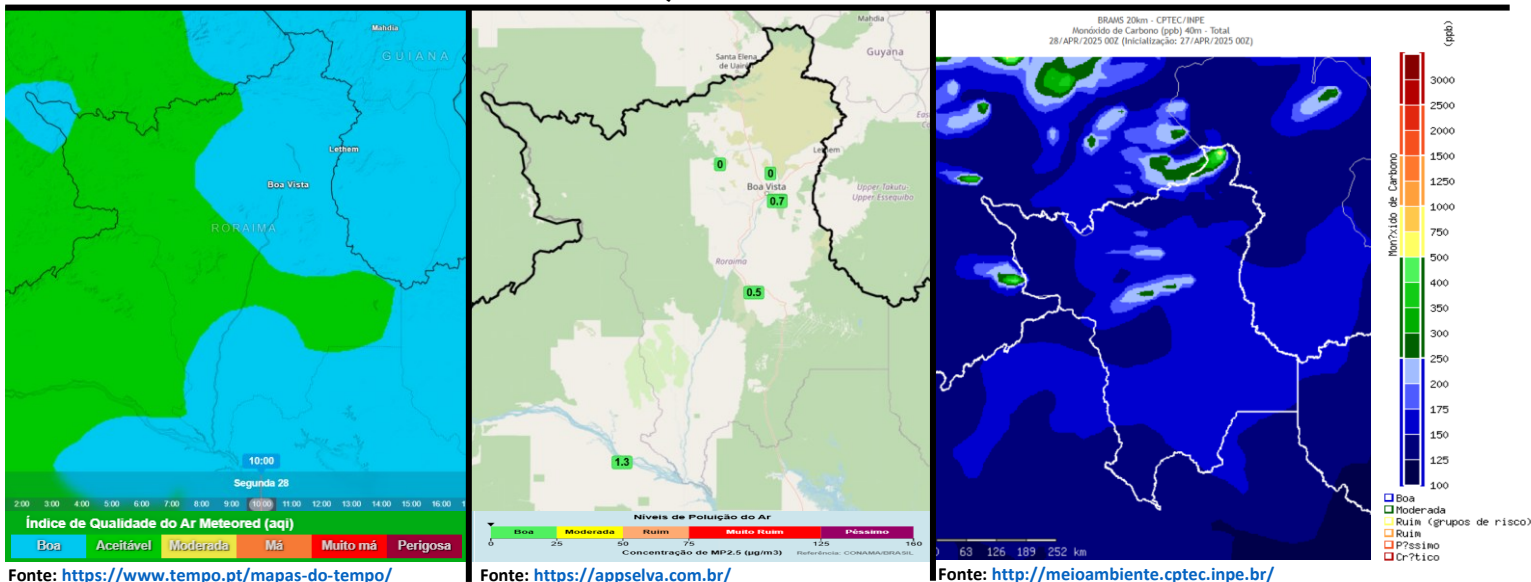 Mahdia
GUIANA
Lethem
Boa Vista
RORAIMA
10:00
Segunda 28
2:00 3:00 4:00 5:00 6:00 7:00 8:00 9:00 10:00 11:00 12:00 13:00 14:00 15:00 16:00
Índice de Qualidade do Ar Meteored (aqi)
Boa Aceitável Moderada Má Muito má Perigosa
Fonte: https://www.tempo.pt/mapas-do-tempo/
Mahdia
Santa Elena
de Uairén
Guyana
Lethem
0
0
Boa Vista
0.7
Upper Takutu-
Upper Essequibo
Roraima
0.5
1.3
Níveis de Poluição do Ar
Boa Moderada Ruim Muito Ruim Péssimo
0 25 50 75 125 160
Concentração de MP2.5 (µg/m3) Referência: CONAMA/BRASIL
Fonte: https://appselva.com.br/
BRAMS 20km - CPTEC/INPE
Monóxido de Carbono (ppb) 40m - Total
28/APR/2025 00Z (Inicialização: 27/APR/2025 00Z)
0 63 126 189 252 km
(ppb)
Mon?xido de Carbono
3000
2500
2000
1500
1250
1000
750
500
400
350
300
250
200
175
150
125
100
Boa
Moderada
Ruim (grupos de risco)
Ruim
P?ssimo
Cr?tico
Fonte: http://meioambiente.cptec.inpe.br/